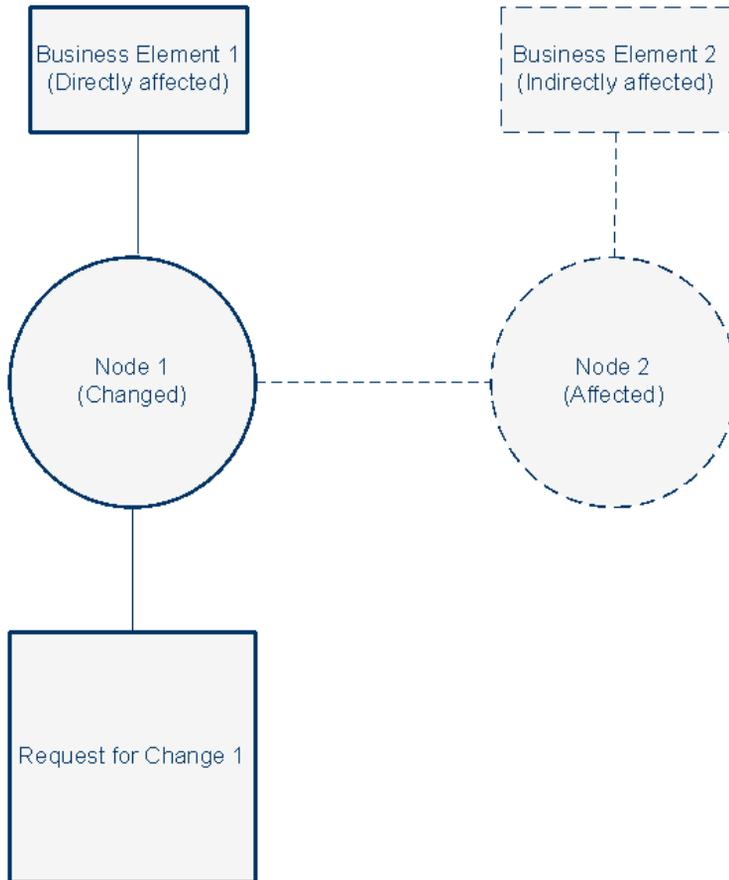 Business Element 1
(Directly affected)
Business Element 2
(Indirectly affected)
Node 1
(Changed)
Node 2
(Affected)
Request for Change 1